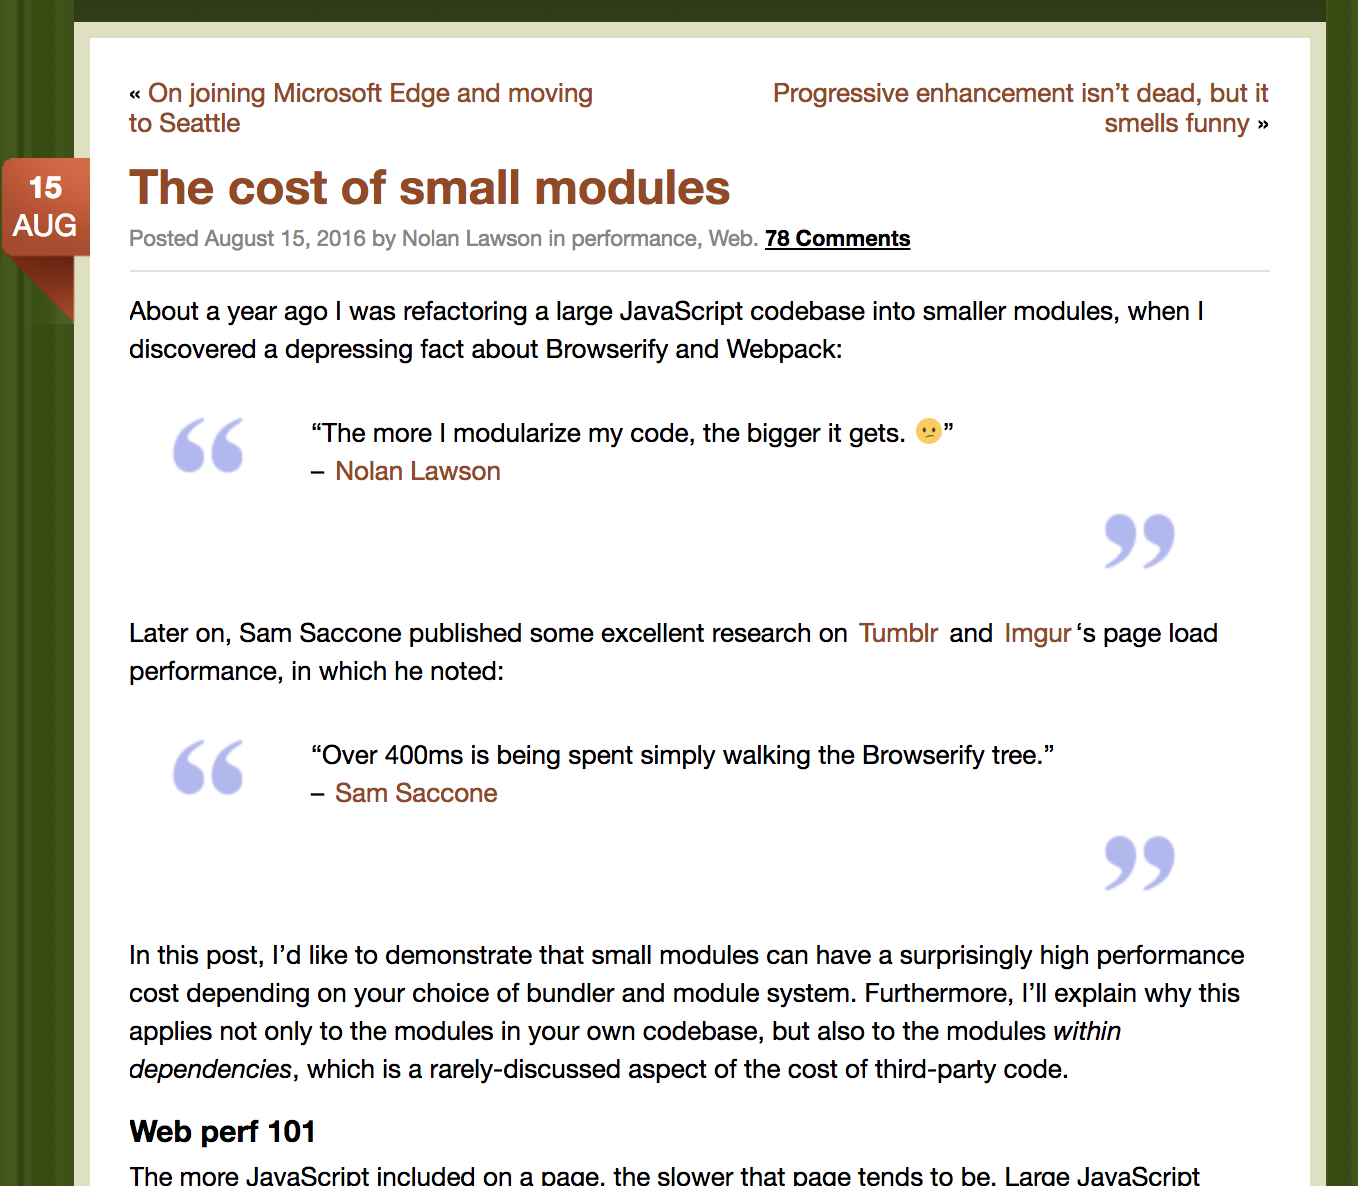 « On joining Microsoft Edge and moving
to Seattle
Progressive enhancement isn’t dead, but it
smells funny »
15
AUG
The cost of small modules
Posted August 15, 2016 by Nolan Lawson in performance, Web. 78 Comments
About a year ago I was refactoring a large JavaScript codebase into smaller modules, when I
discovered a depressing fact about Browserify and Webpack:
“The more I modularize my code, the bigger it gets. 😕”
– Nolan Lawson
Later on, Sam Saccone published some excellent research on Tumblr and Imgur‘s page load
performance, in which he noted:
“Over 400ms is being spent simply walking the Browserify tree.”
– Sam Saccone
In this post, I’d like to demonstrate that small modules can have a surprisingly high performance
cost depending on your choice of bundler and module system. Furthermore, I’ll explain why this
applies not only to the modules in your own codebase, but also to the modules within
dependencies, which is a rarely-discussed aspect of the cost of third-party code.
Web perf 101
The more JavaScript included on a page, the slower that page tends to be. Large JavaScript